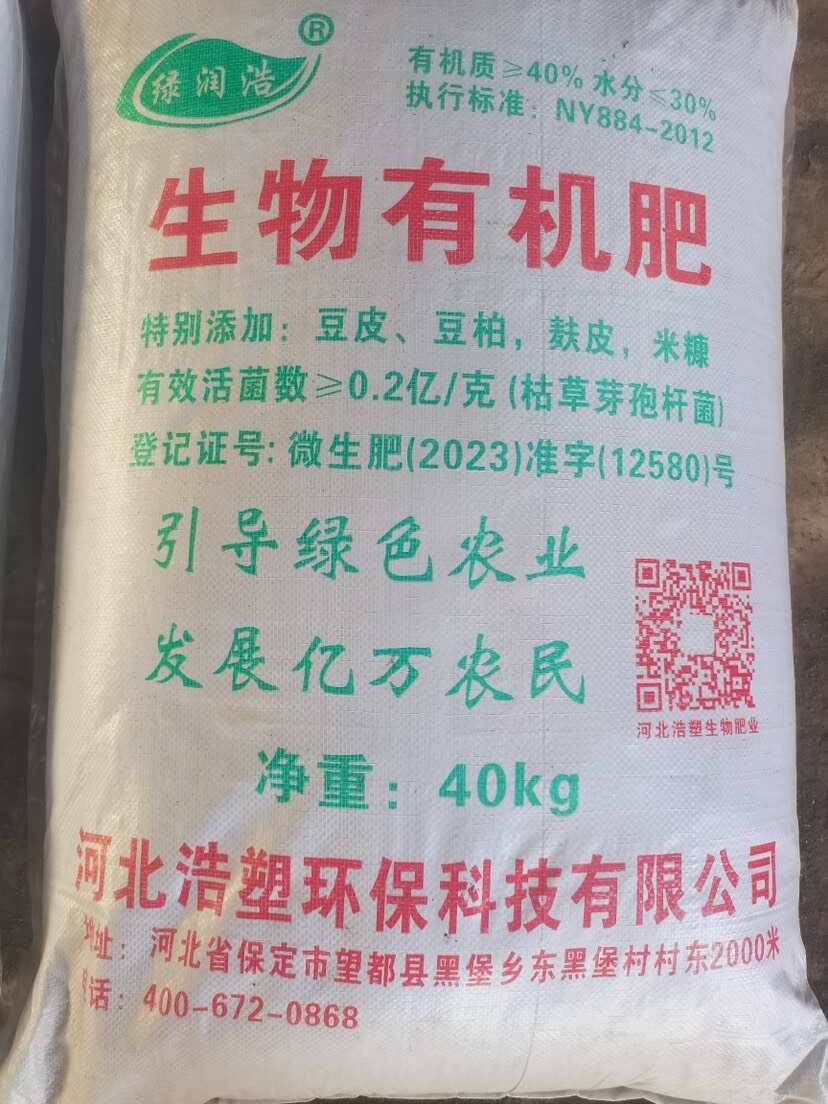 绿润浩®
有机质≥40% 水分≤30%
执行标准：NY884-2012
生物有机肥
特别添加：豆皮、豆柏，麸皮，米糠
有效活菌数≥0.2亿/克(枯草芽孢杆菌)
登记证号:微生肥(2023)准字(12580)号
引导绿色农业
发展亿万农民
河北浩塑生物肥业
净重：40kg
河北浩塑环保科技有限公司
地址：河北省保定市望都县黑堡乡东黑堡村村东2000米
电话：400-672-0868